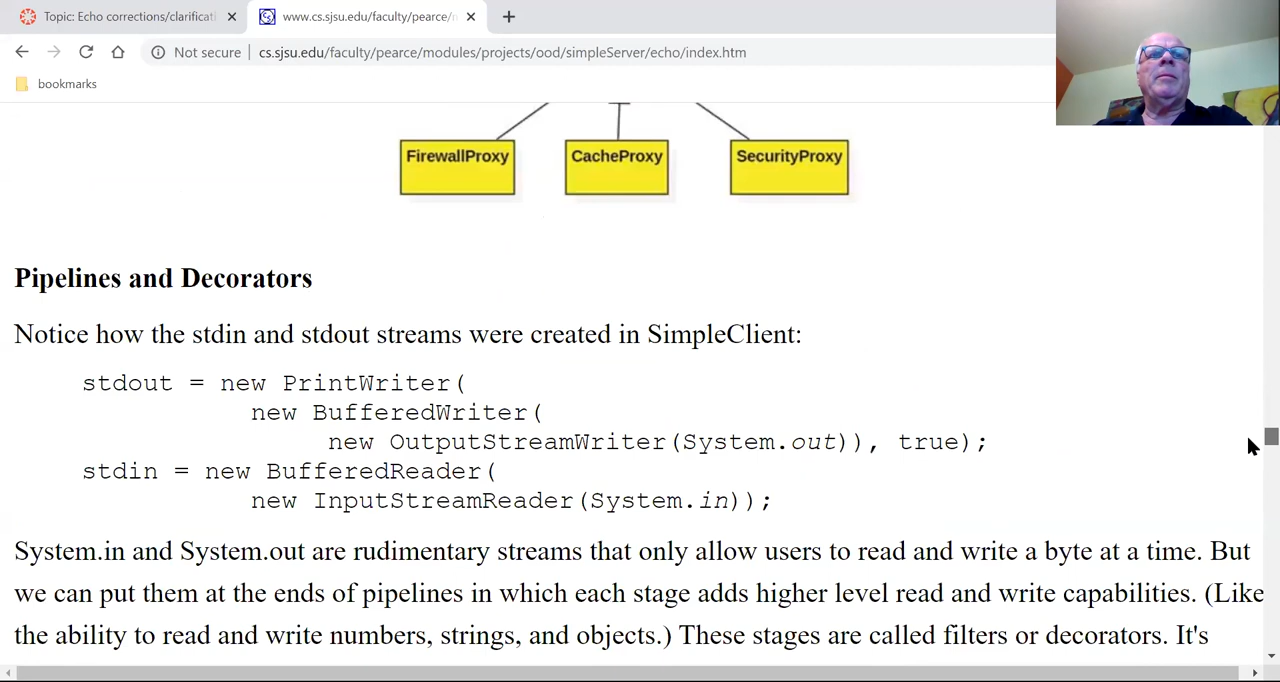 Topic: Echo corrections/clarificati
www.cs.sjsu.edu/faculty/pearce/
Not secure
cs.sjsu.edu/faculty/pearce/modules/projects/ood/simpleServer/echo/index.htm
bookmarks
FirewallProxy CacheProxy SecurityProxy
Pipelines and Decorators
Notice how the stdin and stdout streams were created in SimpleClient:
stdout = new PrintWriter(
new BufferedWriter(
new OutputStreamWriter(System.out)), true);
stdin = new BufferedReader(
new InputStreamReader(System.in));
System.in and System.out are rudimentary streams that only allow users to read and write a byte at a time. But
we can put them at the ends of pipelines in which each stage adds higher level read and write capabilities. (Like
the ability to read and write numbers, strings, and objects.) These stages are called filters or decorators. It's